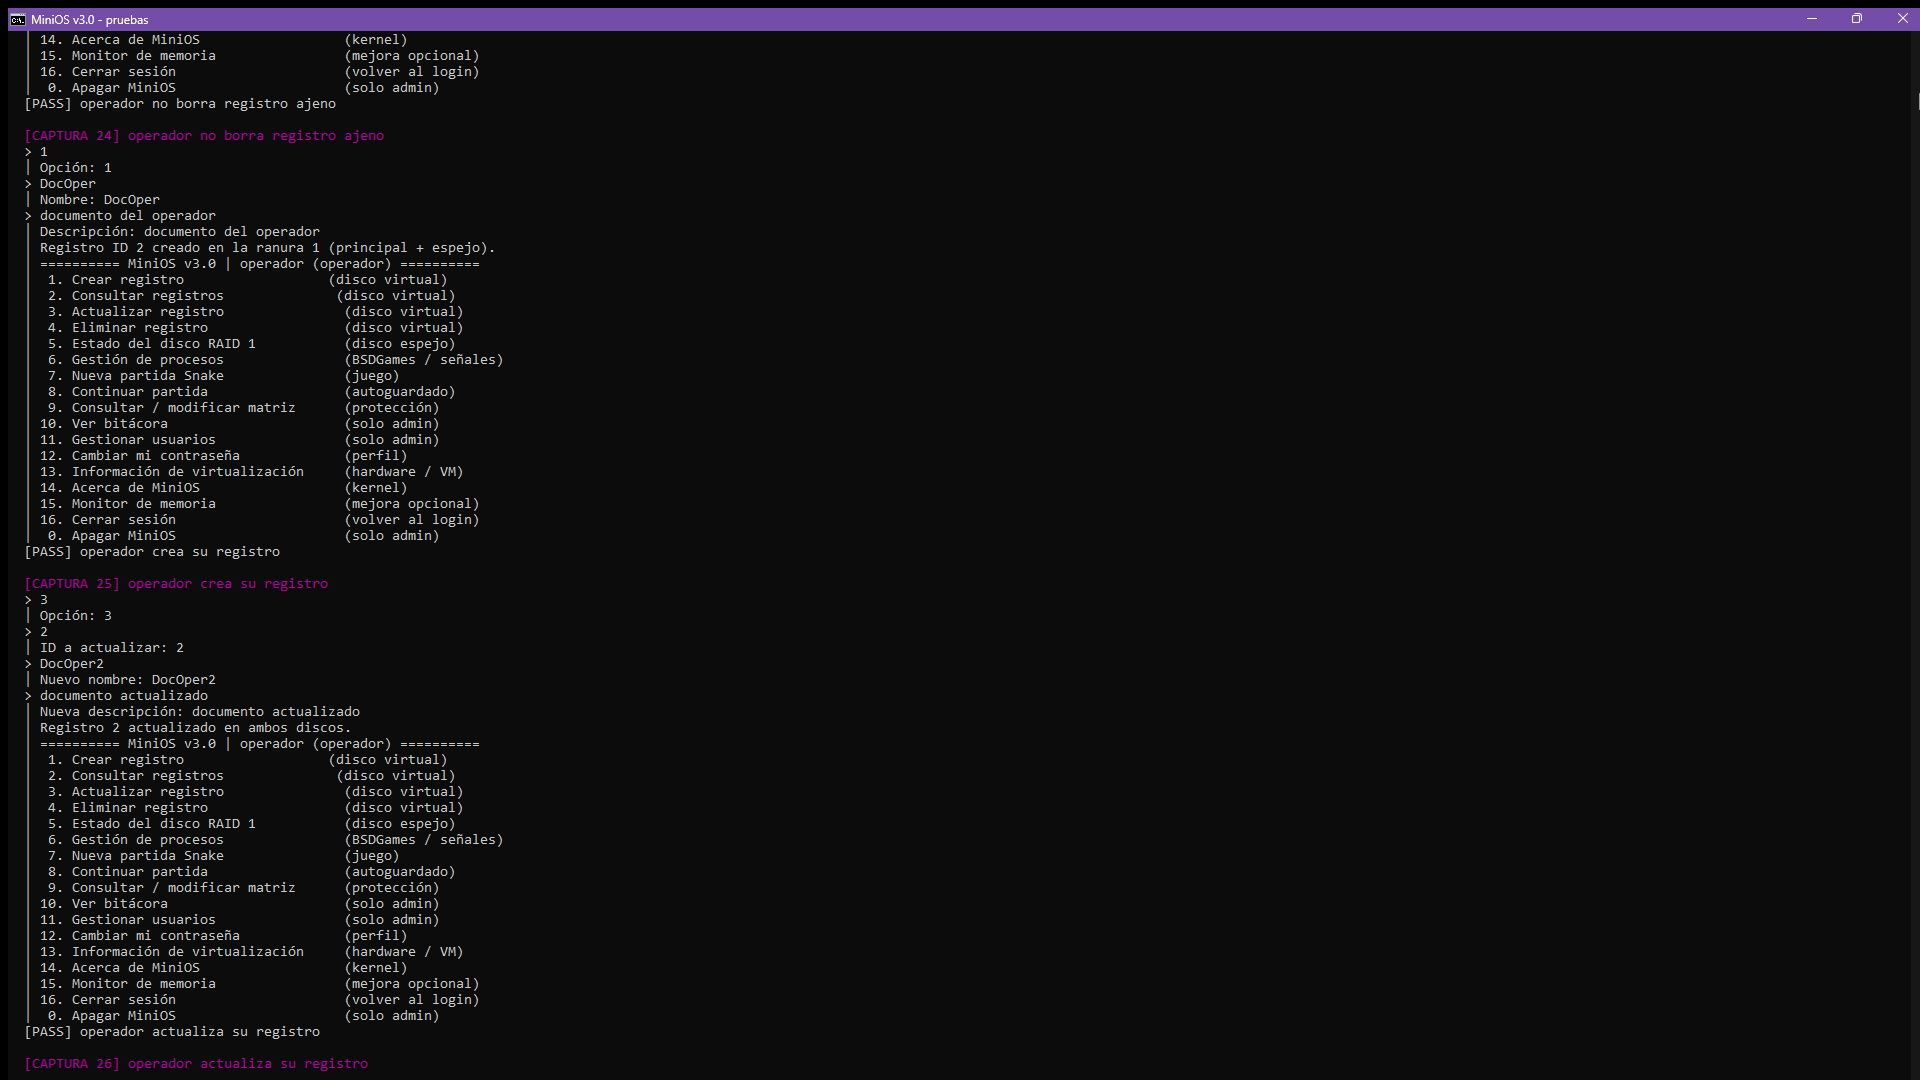 MiniOS v3.0 - pruebas
│ 14. Acerca de MiniOS                  (kernel)
│ 15. Monitor de memoria                (mejora opcional)
│ 16. Cerrar sesión                     (volver al login)
│  0. Apagar MiniOS                     (solo admin)
[PASS] operador no borra registro ajeno
[CAPTURA 24] operador no borra registro ajeno
> 1
│ Opción: 1
> DocOper
│ Nombre: DocOper
> documento del operador
│ Descripción: documento del operador
│ Registro ID 2 creado en la ranura 1 (principal + espejo).
│ ========== MiniOS v3.0 | operador (operador) ==========
│  1. Crear registro                  (disco virtual)
│  2. Consultar registros              (disco virtual)
│  3. Actualizar registro               (disco virtual)
│  4. Eliminar registro                 (disco virtual)
│  5. Estado del disco RAID 1           (disco espejo)
│  6. Gestión de procesos               (BSDGames / señales)
│  7. Nueva partida Snake               (juego)
│  8. Continuar partida                 (autoguardado)
│  9. Consultar / modificar matriz      (protección)
│ 10. Ver bitácora                      (solo admin)
│ 11. Gestionar usuarios                (solo admin)
│ 12. Cambiar mi contraseña             (perfil)
│ 13. Información de virtualización     (hardware / VM)
│ 14. Acerca de MiniOS                  (kernel)
│ 15. Monitor de memoria                (mejora opcional)
│ 16. Cerrar sesión                     (volver al login)
│  0. Apagar MiniOS                     (solo admin)
[PASS] operador crea su registro
[CAPTURA 25] operador crea su registro
> 3
│ Opción: 3
> 2
│ ID a actualizar: 2
> DocOper2
│ Nuevo nombre: DocOper2
> documento actualizado
│ Nueva descripción: documento actualizado
│ Registro 2 actualizado en ambos discos.
│ ========== MiniOS v3.0 | operador (operador) ==========
│  1. Crear registro                  (disco virtual)
│  2. Consultar registros              (disco virtual)
│  3. Actualizar registro               (disco virtual)
│  4. Eliminar registro                 (disco virtual)
│  5. Estado del disco RAID 1           (disco espejo)
│  6. Gestión de procesos               (BSDGames / señales)
│  7. Nueva partida Snake               (juego)
│  8. Continuar partida                 (autoguardado)
│  9. Consultar / modificar matriz      (protección)
│ 10. Ver bitácora                      (solo admin)
│ 11. Gestionar usuarios                (solo admin)
│ 12. Cambiar mi contraseña             (perfil)
│ 13. Información de virtualización     (hardware / VM)
│ 14. Acerca de MiniOS                  (kernel)
│ 15. Monitor de memoria                (mejora opcional)
│ 16. Cerrar sesión                     (volver al login)
│  0. Apagar MiniOS                     (solo admin)
[PASS] operador actualiza su registro
[CAPTURA 26] operador actualiza su registro